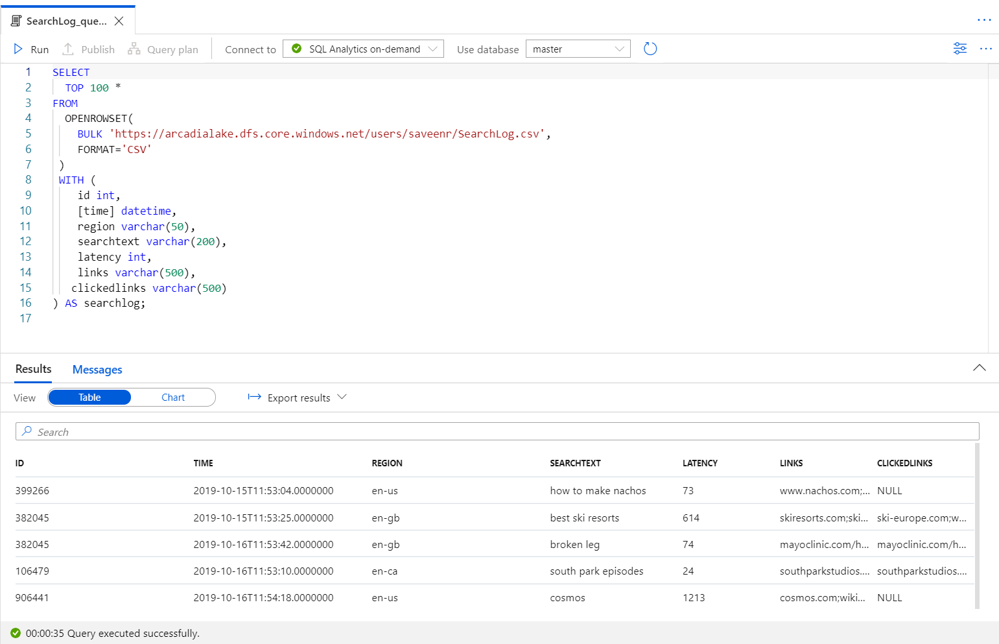 SearchLog_que...
Run Publish Query plan Connect to SQL Analytics on-demand Use database master
1 SELECT
2 TOP 100 *
3 FROM
4 OPENROWSET(
5 BULK 'https://arcadialake.dfs.core.windows.net/users/saveenr/SearchLog.csv',
6 FORMAT='CSV'
7 )
8 WITH (
9 id int,
10 [time] datetime,
11 region varchar(50),
12 searchtext varchar(200),
13 latency int,
14 links varchar(500),
15 clickedlinks varchar(500)
16 ) AS searchlog;
17
Results Messages
View Table Chart Export results
Search
ID TIME REGION SEARCHTEXT LATENCY LINKS CLICKEDLINKS
399266 2019-10-15T11:53:04.0000000 en-us how to make nachos 73 www.nachos.com;... NULL
382045 2019-10-15T11:53:25.0000000 en-gb best ski resorts 614 skiresorts.com;ski... ski-europe.com;w...
382045 2019-10-16T11:53:42.0000000 en-gb broken leg 74 mayoclinic.com/h... mayoclinic.com/h...
106479 2019-10-16T11:53:10.0000000 en-ca south park episodes 24 southparkstudios.... southparkstudios....
906441 2019-10-16T11:54:18.0000000 en-us cosmos 1213 cosmos.com;wiki... NULL
00:00:35 Query executed successfully.